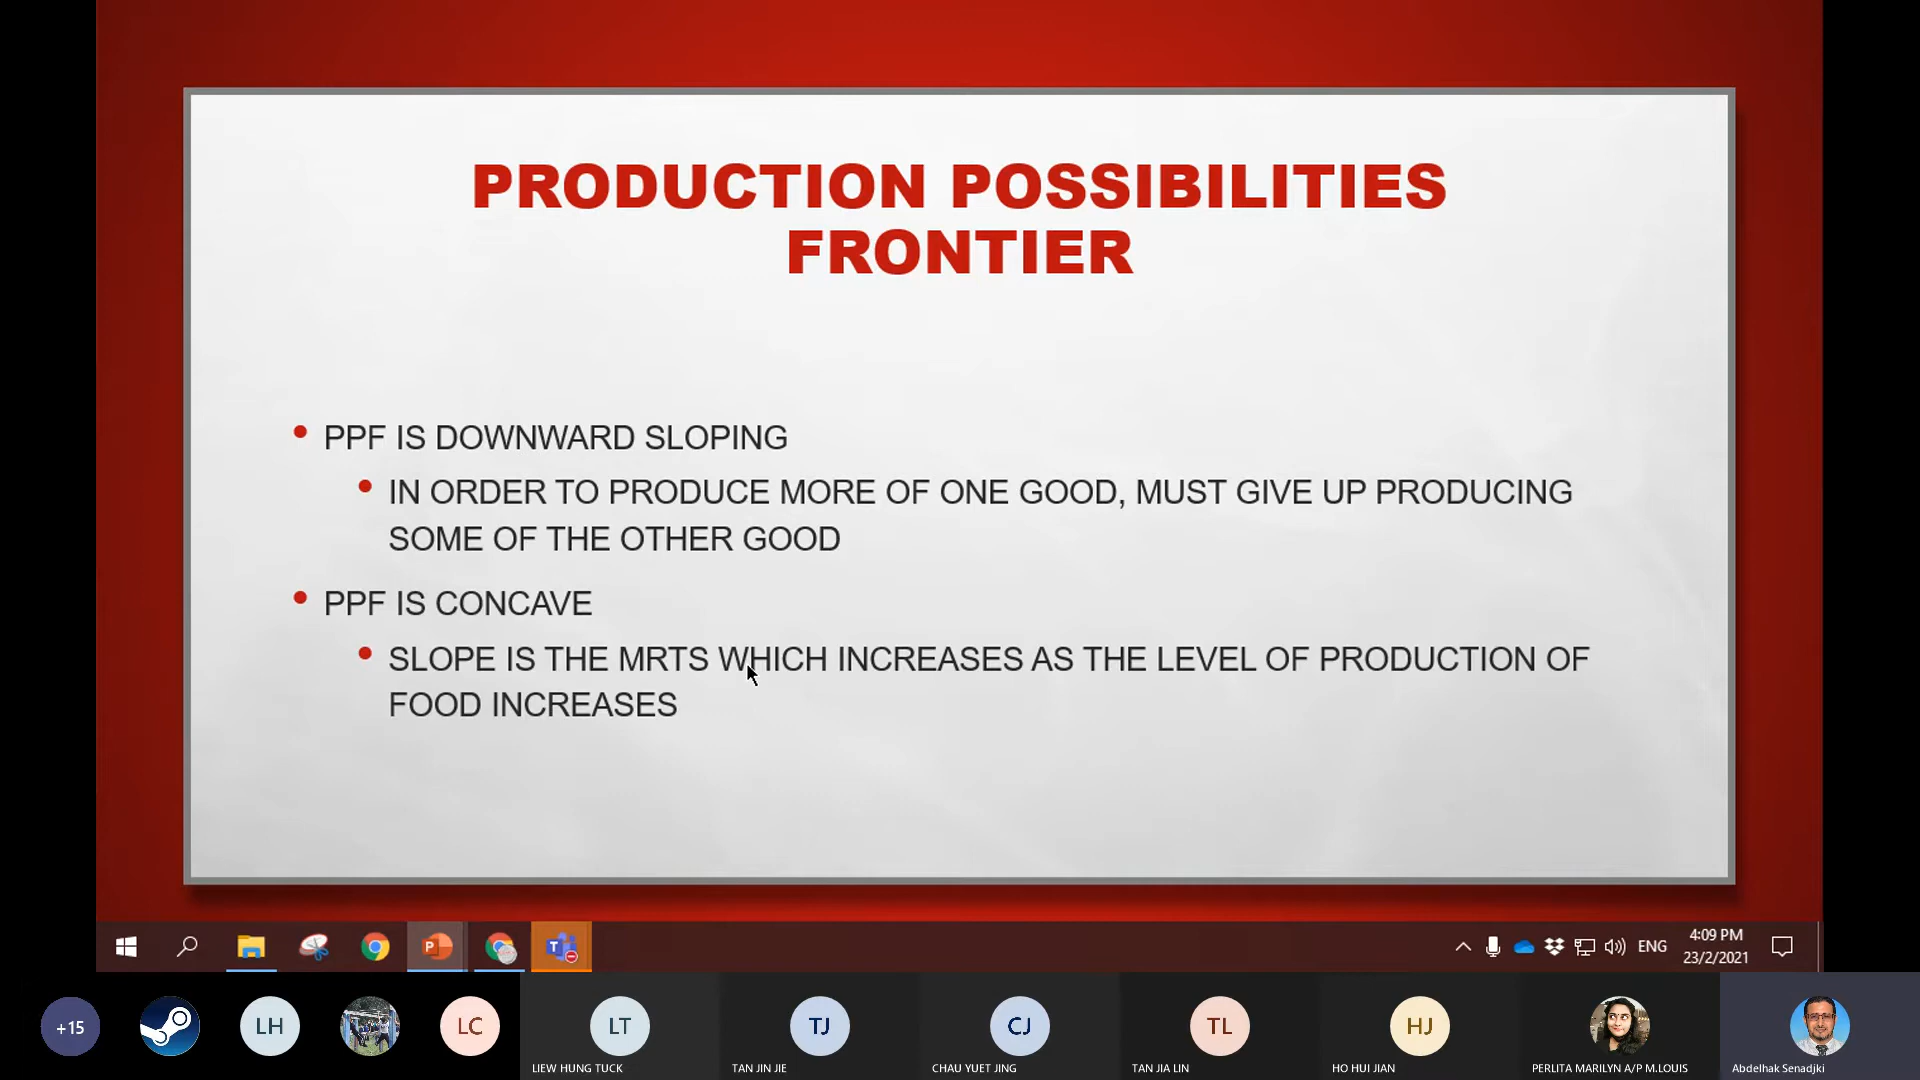 PRODUCTION POSSIBILITIES
FRONTIER
PPF IS DOWNWARD SLOPING
IN ORDER TO PRODUCE MORE OF ONE GOOD, MUST GIVE UP PRODUCING
SOME OF THE OTHER GOOD
PPF IS CONCAVE
SLOPE IS THE MRTS WHICH INCREASES AS THE LEVEL OF PRODUCTION OF
FOOD INCREASES
P
T
ENG
4:09 PM
23/2/2021
+15
LH
LC
LT
TJ
CJ
TL
HJ
LIEW HUNG TUCK
TAN JIN JIE
CHAU YUET JING
TAN JIA LIN
HO HUI JIAN
PERLITA MARILYN A/P M.LOUIS
Abdelhak Senadjki